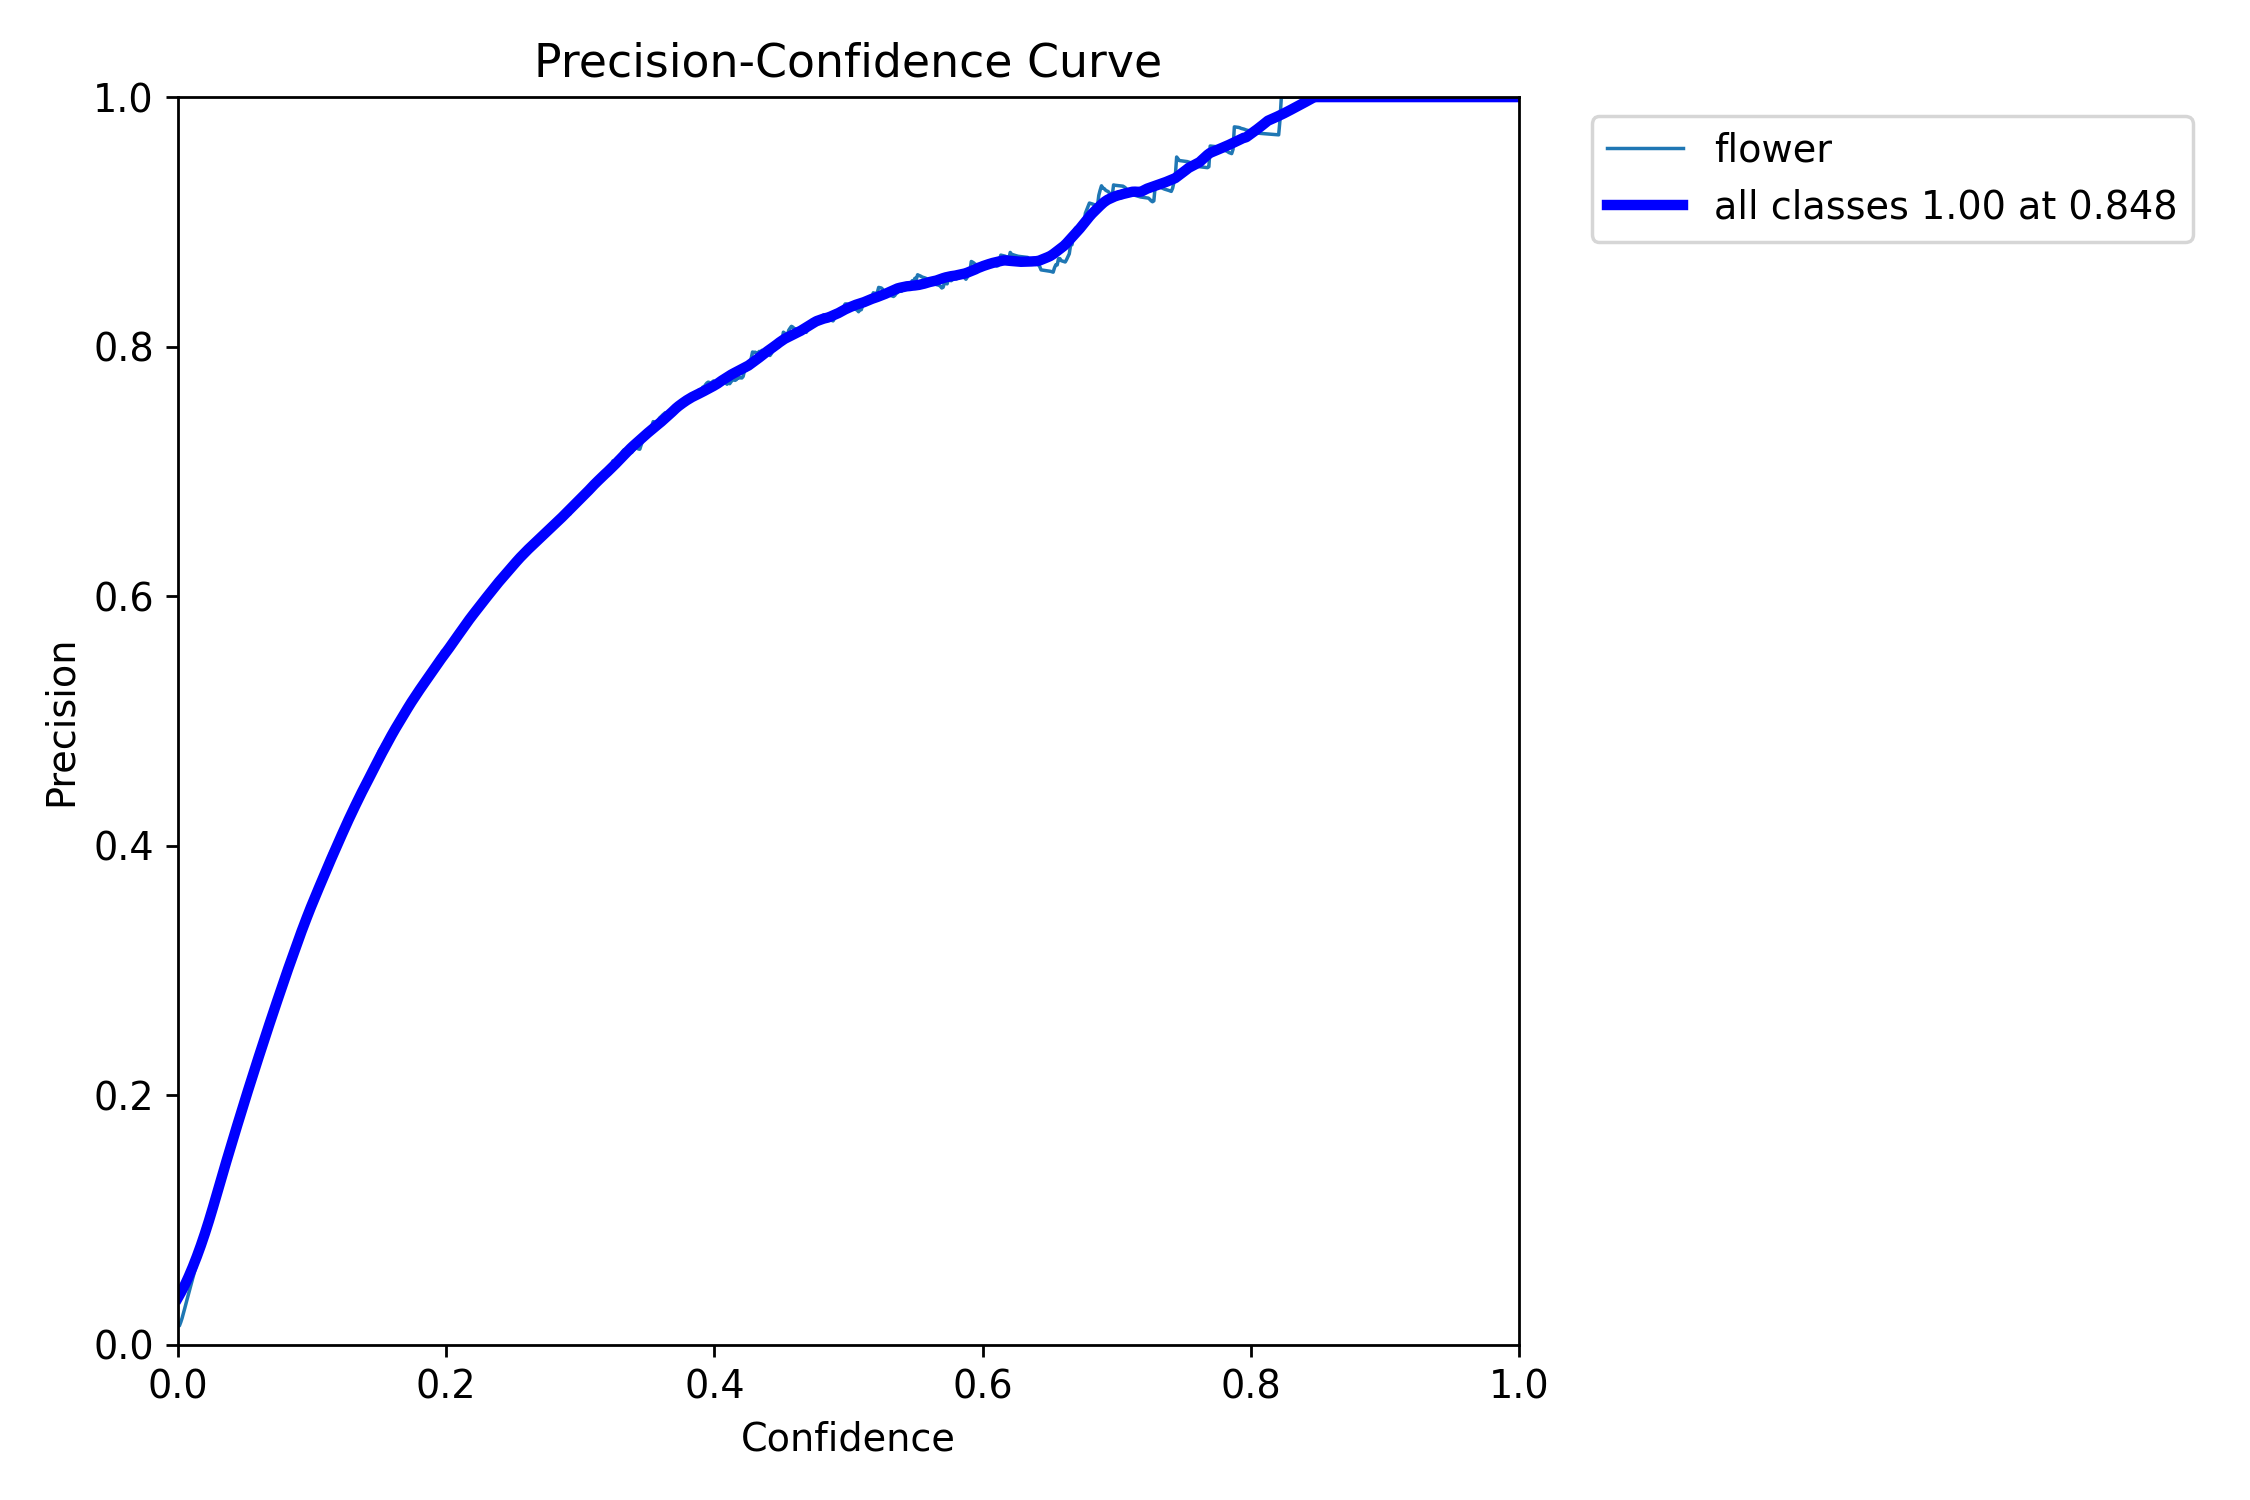 Precision-Confidence Curve
1.0
0.8
0.6
0.4
0.2
0.0
Precision
0.0 0.2 0.4 0.6 0.8 1.0
Confidence
flower
all classes 1.00 at 0.848